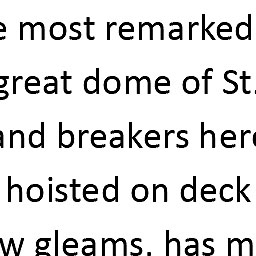 e most remarked
great dome of St.
and breakers here
hoisted on deck
w gleams, has m